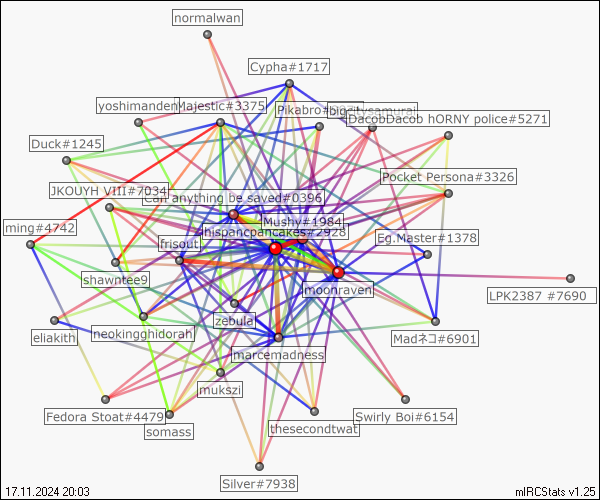 normalwan
Cypha#1717
yoshimanden
Majestic#3375
Pikabro#
bigcitysamurai
DacobDacob hORNY police#5271
Duck#1245
Pocket Persona#3326
JKOUYH VIII#7034
Can anything be saved#0396
Mushy#1984
ming#4742
hispancpancakes#2928
Eg.Master#1378
frisout
shawntee9
moonraven
LPK2387 #7690
zebula
eliakith
neokingghidorah
Madネコ#6901
marcemadness
mukszi
Fedora Stoat#4479
Swirly Boi#6154
somass
thesecondtwat
Silver#7938
17.11.2024 20:03
mIRCStats v1.25